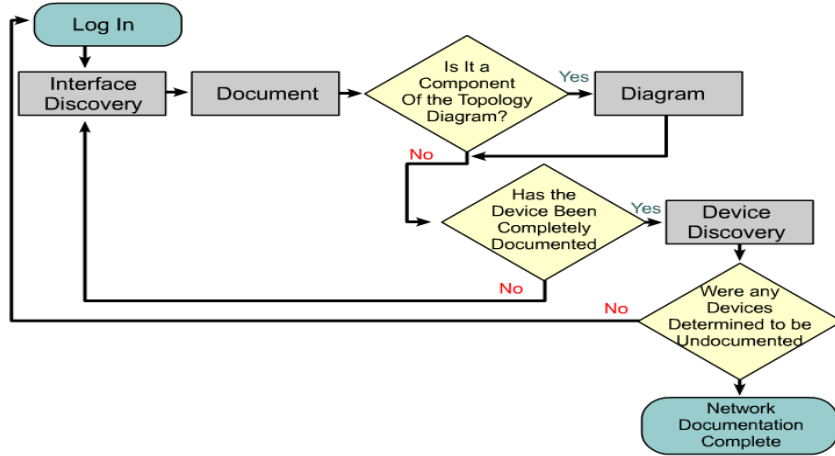 Log In
Interface
Discovery
Document
Is It a
Component
Of the Topology
Diagram?
Yes
Diagram
No
Has the
Device Been
Completely
Documented
Yes
Device
Discovery
No
Were any
Devices
Determined to be
Undocumented
No
Network
Documentation
Complete